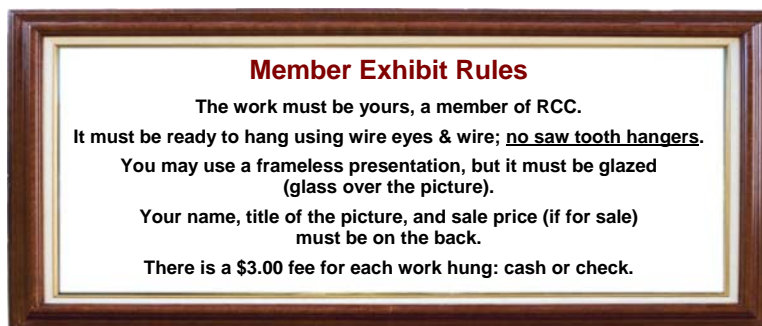 Member Exhibit Rules
The work must be yours, a member of RCC.
It must be ready to hang using wire eyes & wire; no saw tooth hangers.
You may use a frameless presentation, but it must be glazed
(glass over the picture).
Your name, title of the picture, and sale price (if for sale)
must be on the back.
There is a $3.00 fee for each work hung: cash or check.